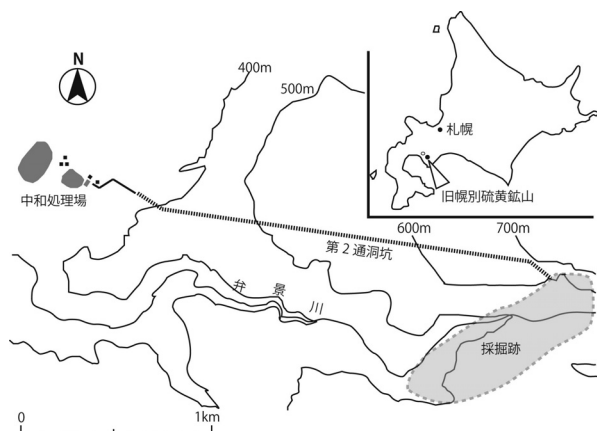 N
400m
500m
札幌
旧幌別硫黄鉱山
中和処理場
600m
700m
第2通洞坑
弁景川
採掘跡
0
1km